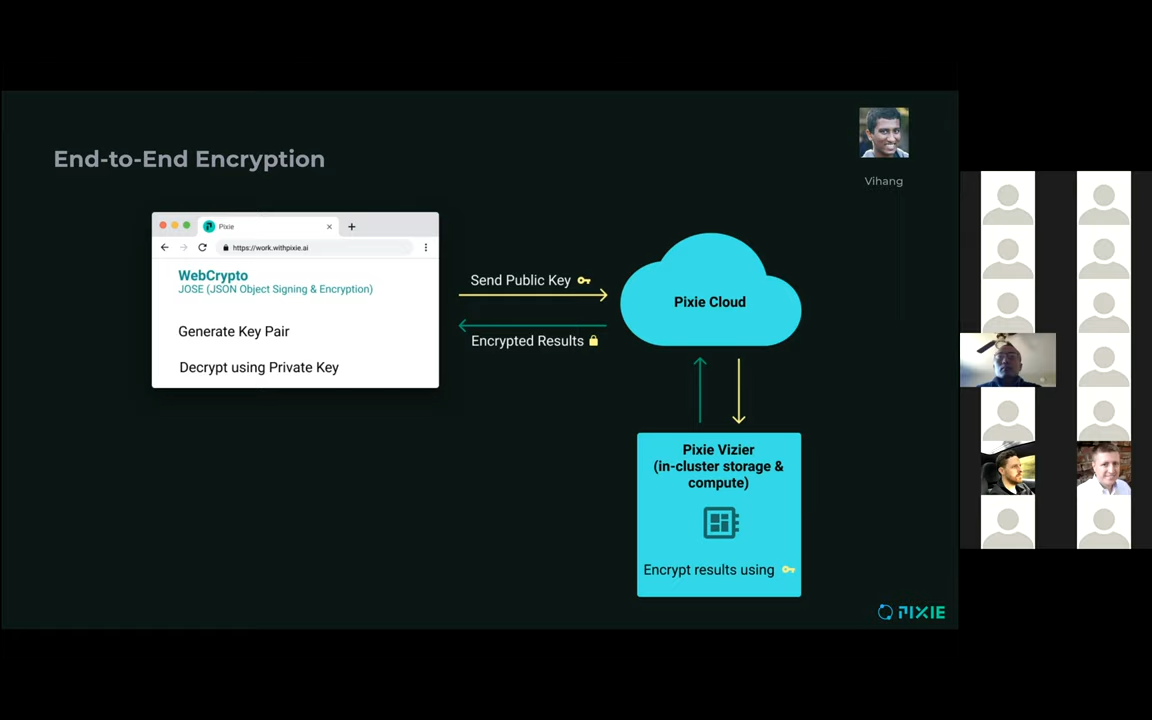 End-to-End Encryption
Vihang
Pixie
https://work.withpixie.ai
WebCrypto
JOSE (JSON Object Signing & Encryption)
Generate Key Pair
Decrypt using Private Key
Send Public Key
Encrypted Results
Pixie Cloud
Pixie Vizier
(in-cluster storage &
compute)
Encrypt results using
PIXIE